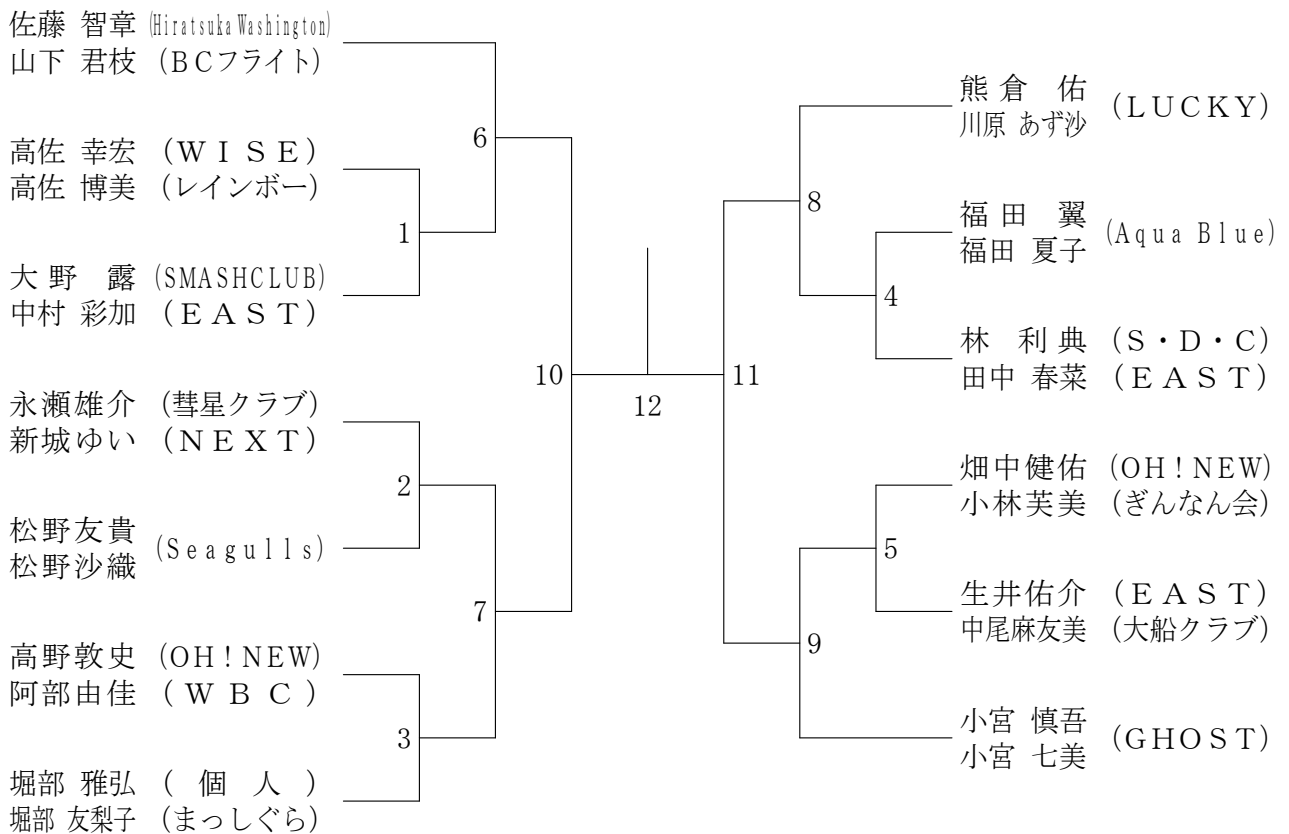 佐藤 智章 (Hiratsuka Washington)
山下 君枝 (ＢＣフライト)
高佐 幸宏 (ＷＩＳＥ)
高佐 博美 (レインボー)
大野 露 (SMASHCLUB)
中村 彩加 (ＥＡＳＴ)
永瀬雄介 (彗星クラブ)
新城ゆい (ＮＥＸＴ)
松野友貴
松野沙織 (Seagulls)
高野敦史 (OH!NEW)
阿部由佳 (ＷＢＣ)
堀部 雅弘 (個人)
堀部 友梨子 (まっしぐら)
6
1
2
7
3
10
12
11
8
4
5
9
熊倉 佑
川原 あず沙 (ＬＵＣＫＹ)
福田 翼
福田 夏子 (Aqua Blue)
林 利典 (Ｓ・Ｄ・Ｃ)
田中 春菜 (ＥＡＳＴ)
畑中健佑 (OH!NEW)
小林芙美 (ぎんなん会)
生井佑介 (ＥＡＳＴ)
中尾麻友美 (大船クラブ)
小宮 慎吾
小宮 七美 (GHOST)